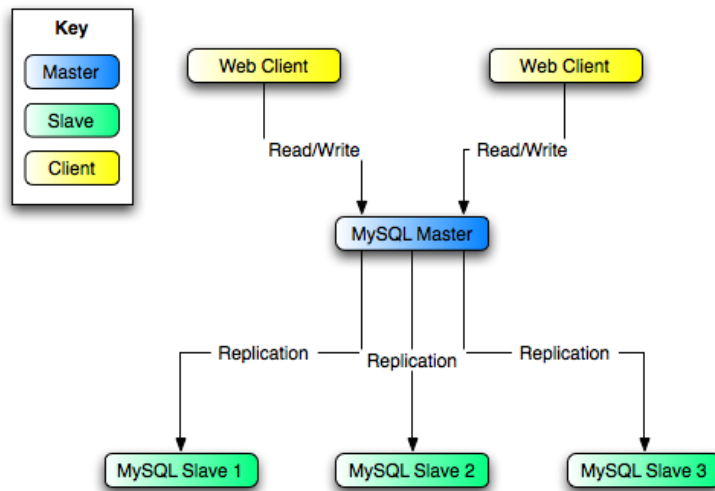 Key
Master
Slave
Client
Web Client
Web Client
Read/Write
Read/Write
MySQL Master
Replication
Replication
Replication
MySQL Slave 1
MySQL Slave 2
MySQL Slave 3